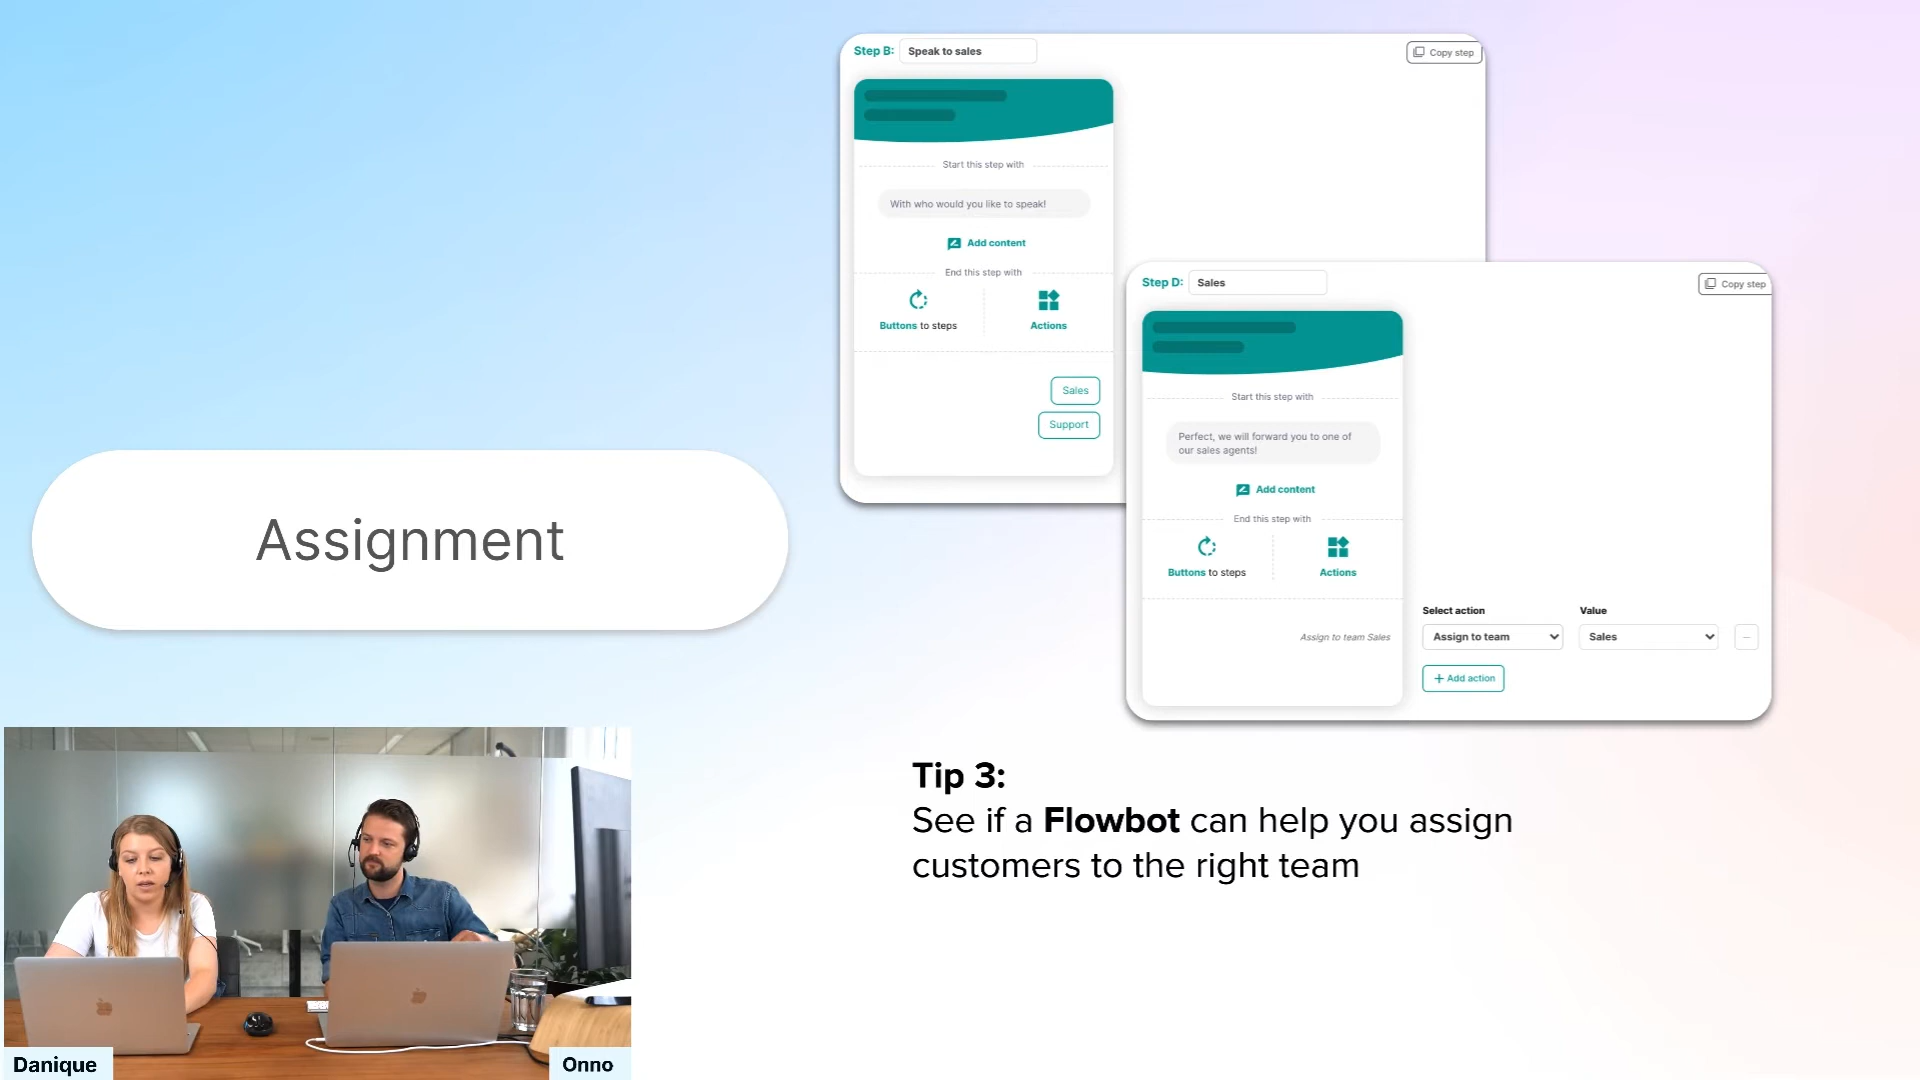 Step B:
Speak to sales
Copy step
Start this step with
With who would you like to speak!
Add content
End this step with
Buttons to steps
Actions
Sales
Support
Step D:
Sales
Copy step
Start this step with
Perfect, we will forward you to one of
our sales agents!
Add content
End this step with
Buttons to steps
Actions
Assign to team Sales
Select action
Value
Assign to team
Sales
+ Add action
Assignment
Tip 3:
See if a Flowbot can help you assign
customers to the right team
Danique
Onno